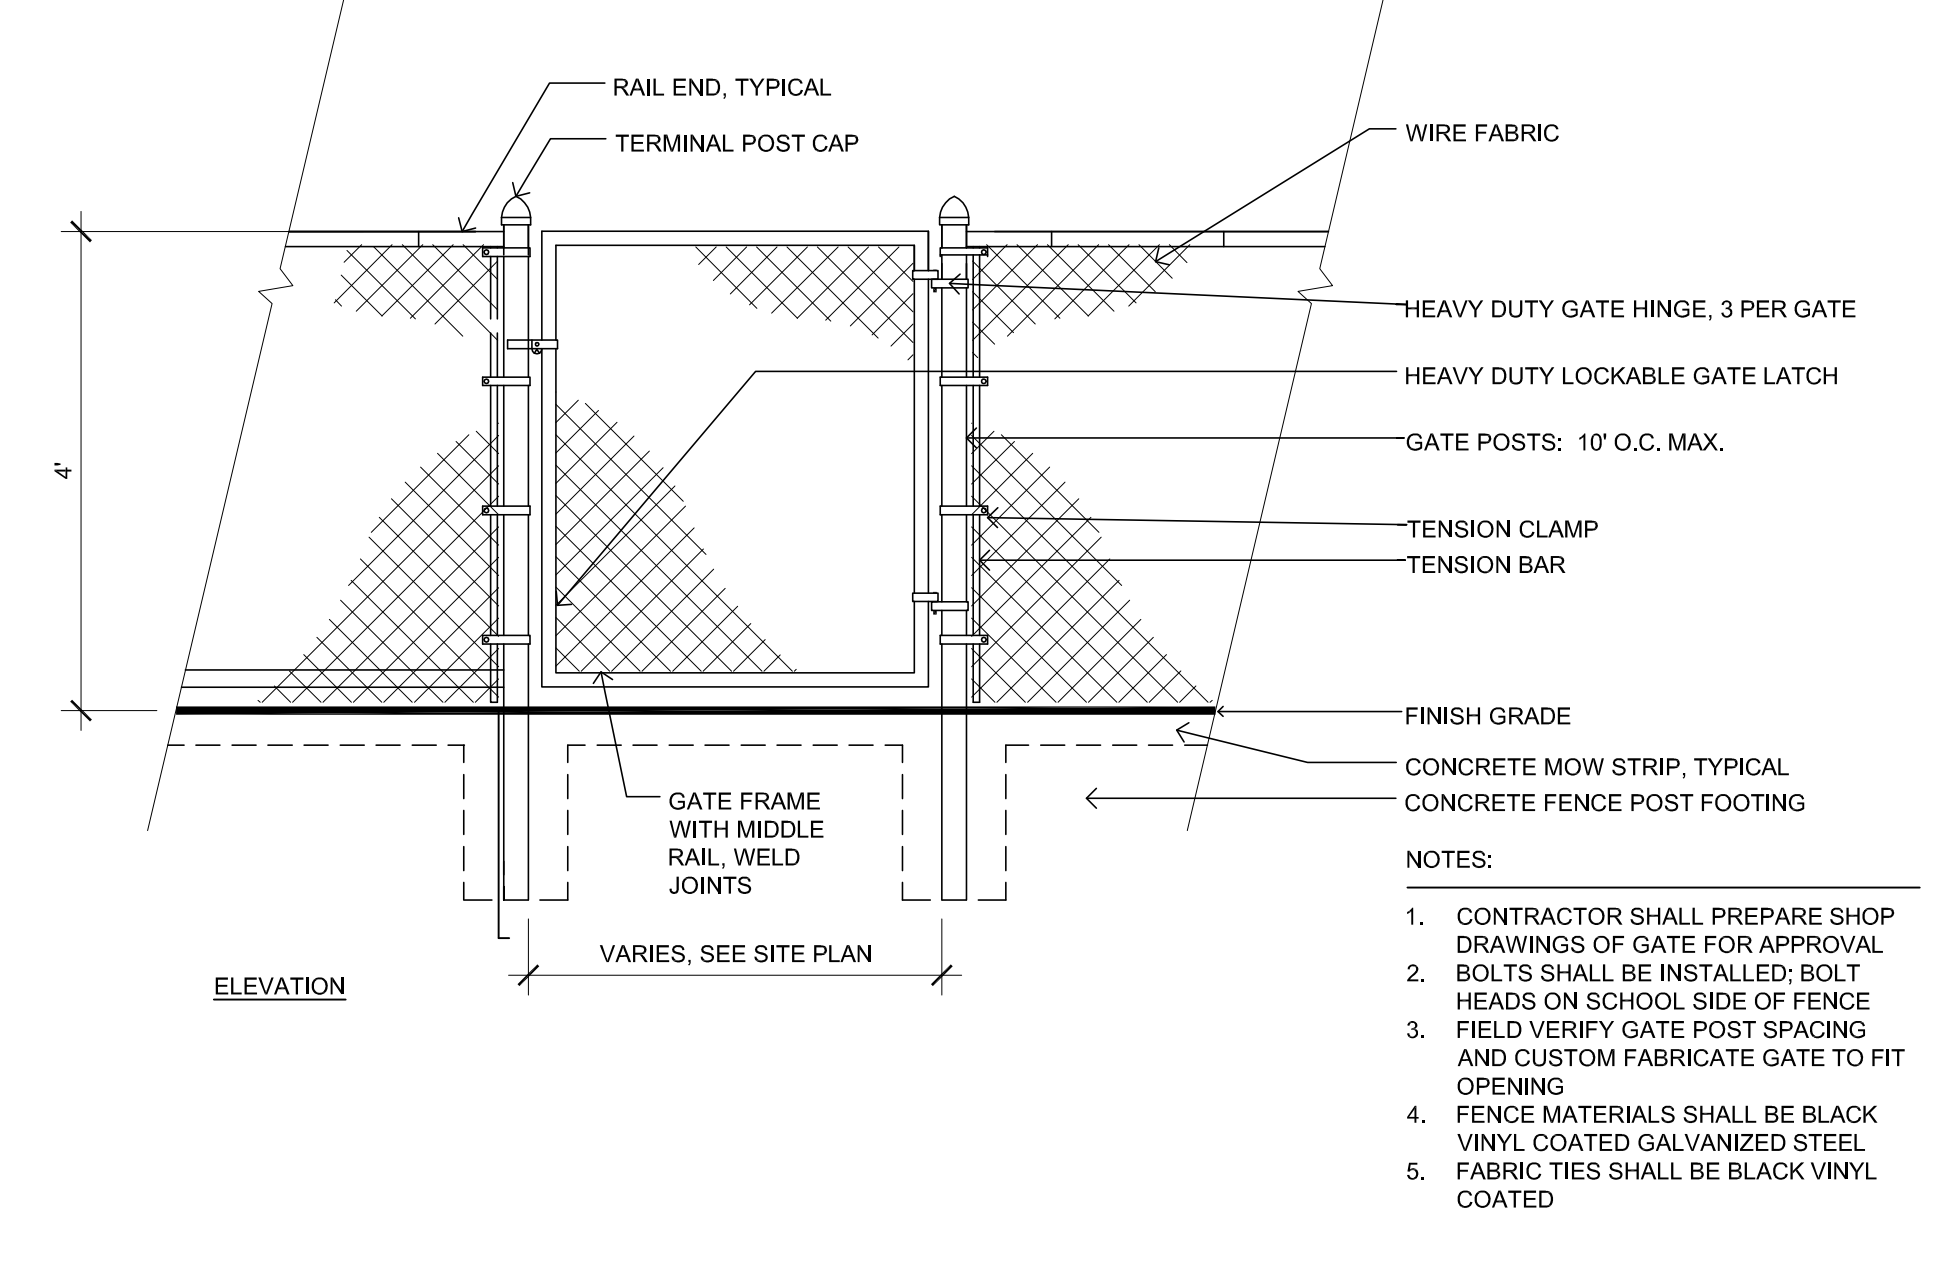 RAIL END, TYPICAL
TERMINAL POST CAP
WIRE FABRIC
HEAVY DUTY GATE HINGE, 3 PER GATE
HEAVY DUTY LOCKABLE GATE LATCH
GATE POSTS: 10' O.C. MAX.
4'
TENSION CLAMP
TENSION BAR
FINISH GRADE
CONCRETE MOW STRIP, TYPICAL
CONCRETE FENCE POST FOOTING
GATE FRAME
WITH MIDDLE
RAIL, WELD
JOINTS
VARIES, SEE SITE PLAN
ELEVATION
NOTES:
1. CONTRACTOR SHALL PREPARE SHOP
DRAWINGS OF GATE FOR APPROVAL
2. BOLTS SHALL BE INSTALLED; BOLT
HEADS ON SCHOOL SIDE OF FENCE
3. FIELD VERIFY GATE POST SPACING
AND CUSTOM FABRICATE GATE TO FIT
OPENING
4. FENCE MATERIALS SHALL BE BLACK
VINYL COATED GALVANIZED STEEL
5. FABRIC TIES SHALL BE BLACK VINYL
COATED